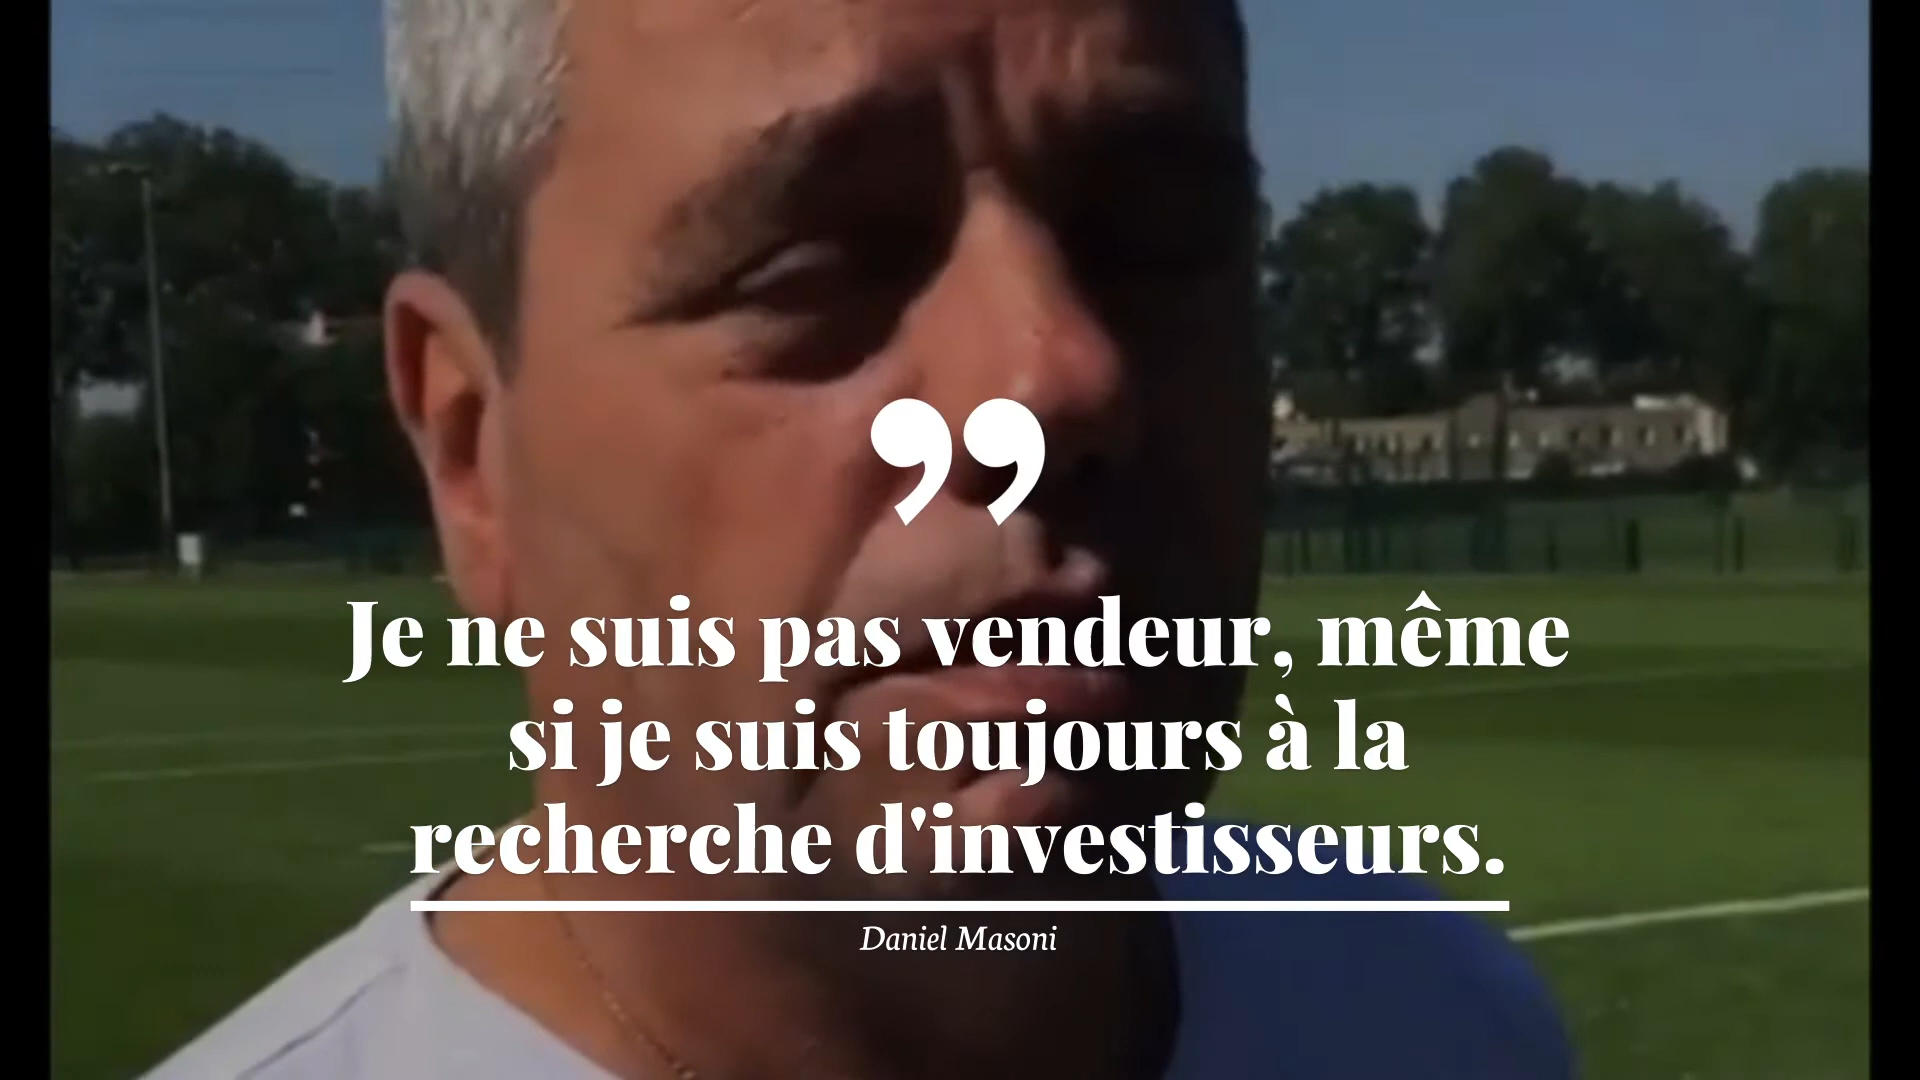 ”
Je ne suis pas vendeur, même
si je suis toujours à la
recherche d'investisseurs.
Daniel Masoni